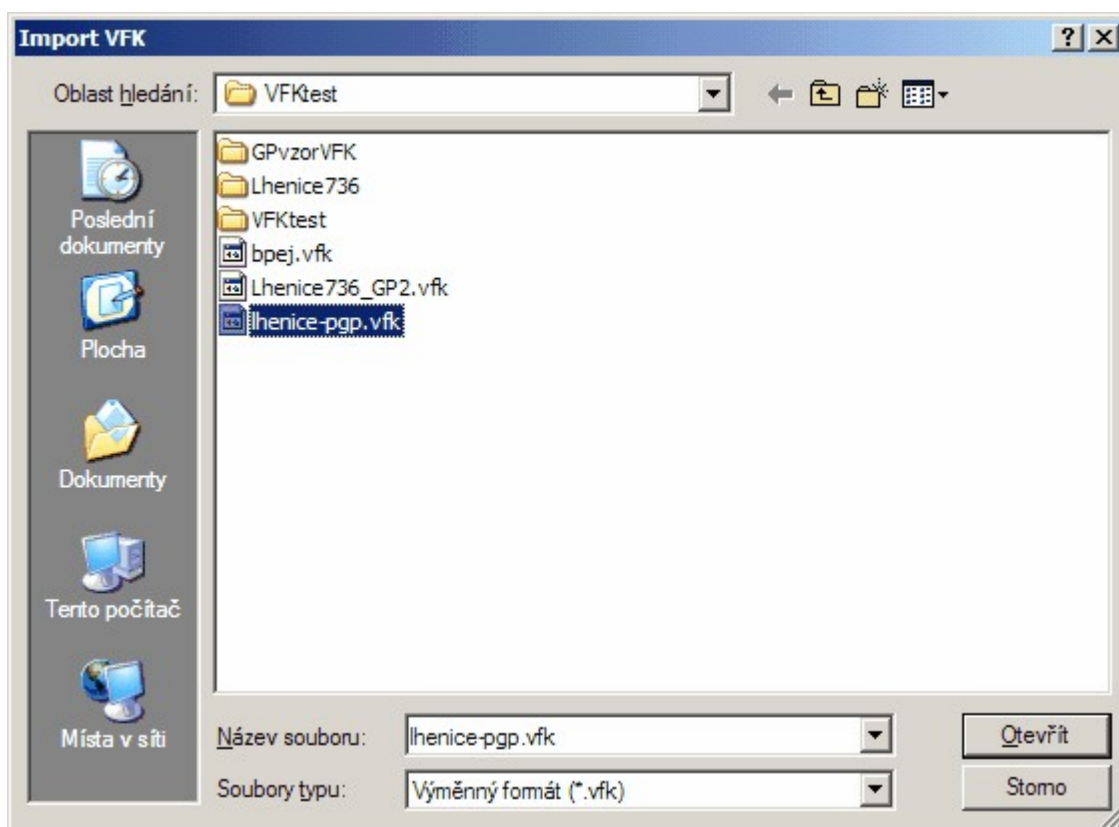 Import VFK
Oblast hledání:
VFKtest
GPvzorVFK
Lhenice736
VFKtest
bpej.vfk
Lhenice736_GP2.vfk
lhenice-pgp.vfk
Poslední
dokumenty
Plocha
Dokumenty
Tento počítač
Místa v síti
Název souboru:
lhenice-pgp.vfk
Otevřít
Soubory typu:
Výměnný formát (*.vfk)
Storno